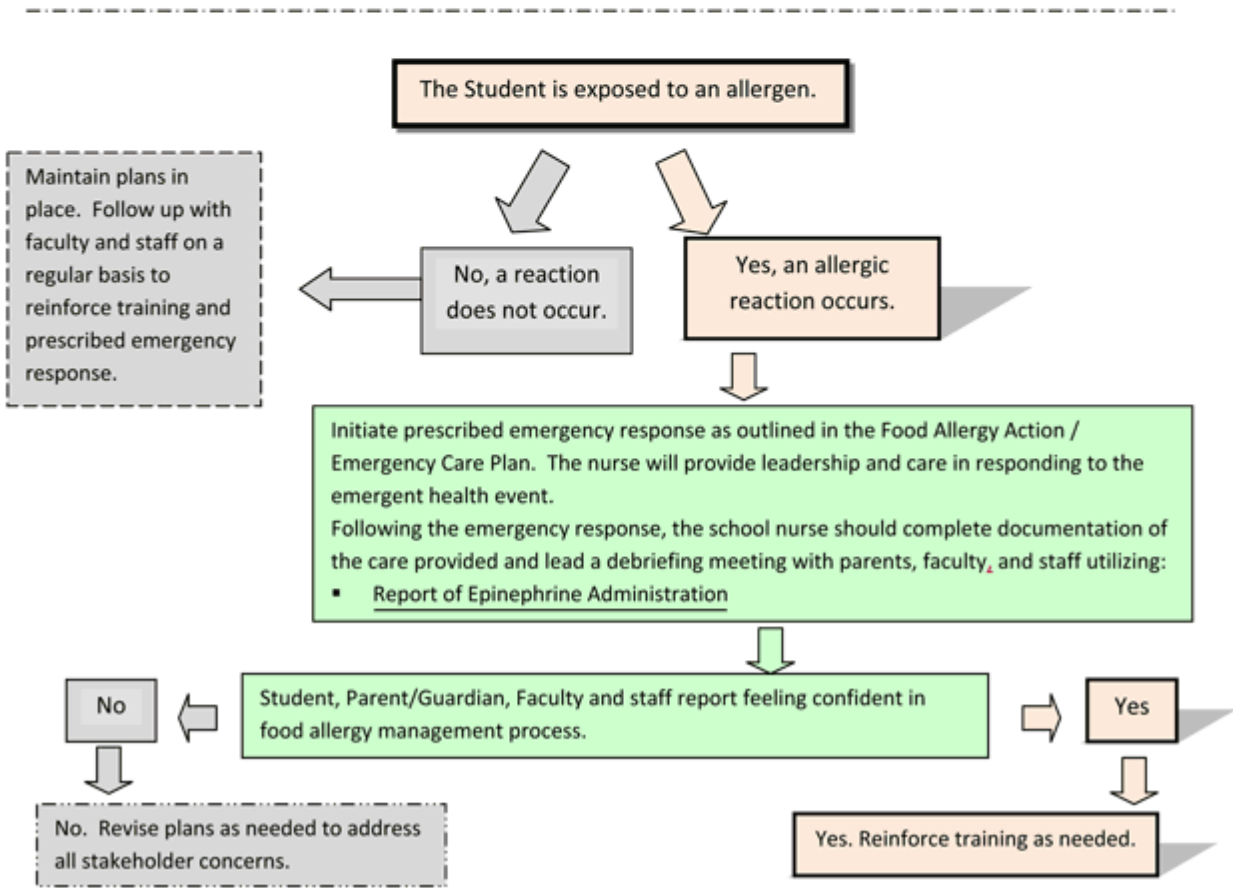 The Student is exposed to an allergen.
Maintain plans in
place.  Follow up with
faculty and staff on a
regular basis to
reinforce training and
prescribed emergency
response.
No, a reaction
does not occur.
Yes, an allergic
reaction occurs.
Initiate prescribed emergency response as outlined in the Food Allergy Action /
Emergency Care Plan.  The nurse will provide leadership and care in responding to the
emergent health event.
Following the emergency response, the school nurse should complete documentation of
the care provided and lead a debriefing meeting with parents, faculty, and staff utilizing:
▪ Report of Epinephrine Administration
Student, Parent/Guardian, Faculty and staff report feeling confident in
food allergy management process.
No
Yes
No.  Revise plans as needed to address
all stakeholder concerns.
Yes. Reinforce training as needed.